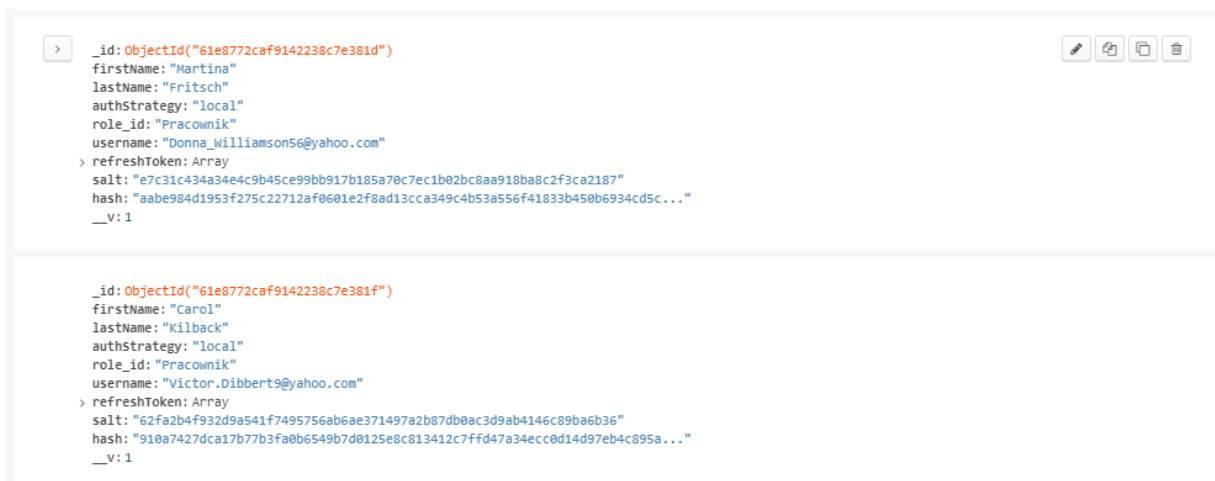 _id: ObjectId("61e8772caf9142238c7e381d")
firstName: "Martina"
lastName: "Fritsch"
authStrategy: "local"
role_id: "Pracownik"
username: "Donna_Williamson56@yahoo.com"
> refreshToken: Array
salt: "e7c31c434a34e4c9b45ce99bb917b185a70c7ec1b02bc8aa918ba8c2f3ca2187"
hash: "aabe984d1953f275c22712af0601e2f8ad13cca349c4b53a556f41833b450b6934cd5c..."
__v: 1
_id: ObjectId("61e8772caf9142238c7e381f")
firstName: "Carol"
lastName: "Kilback"
authStrategy: "local"
role_id: "Pracownik"
username: "Victor.Dibbert9@yahoo.com"
> refreshToken: Array
salt: "62fa2b4f932d9a541f7495756ab6ae371497a2b87db0ac3d9ab4146c89ba6b36"
hash: "910a7427dca17b77b3fa0b6549b7d0125e8c813412c7ffd47a34ecc0d14d97eb4c895a..."
__v: 1